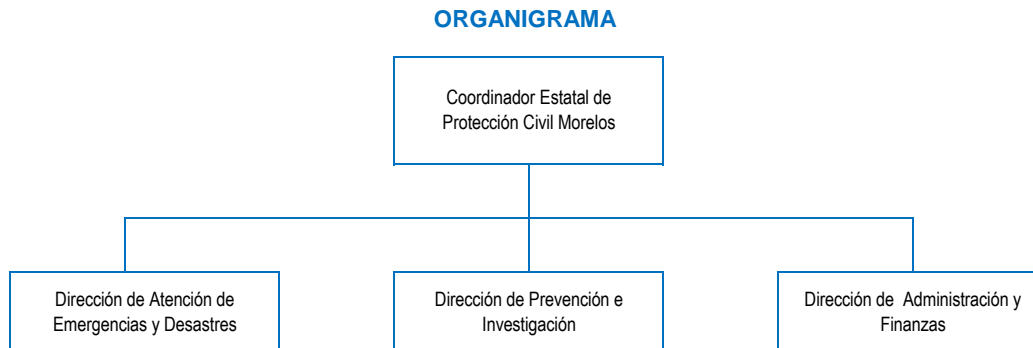 ORGANIGRAMA
Coordinador Estatal de
Protección Civil Morelos
Dirección de Atención de
Emergencias y Desastres
Dirección de Prevención e
Investigación
Dirección de  Administración y
Finanzas